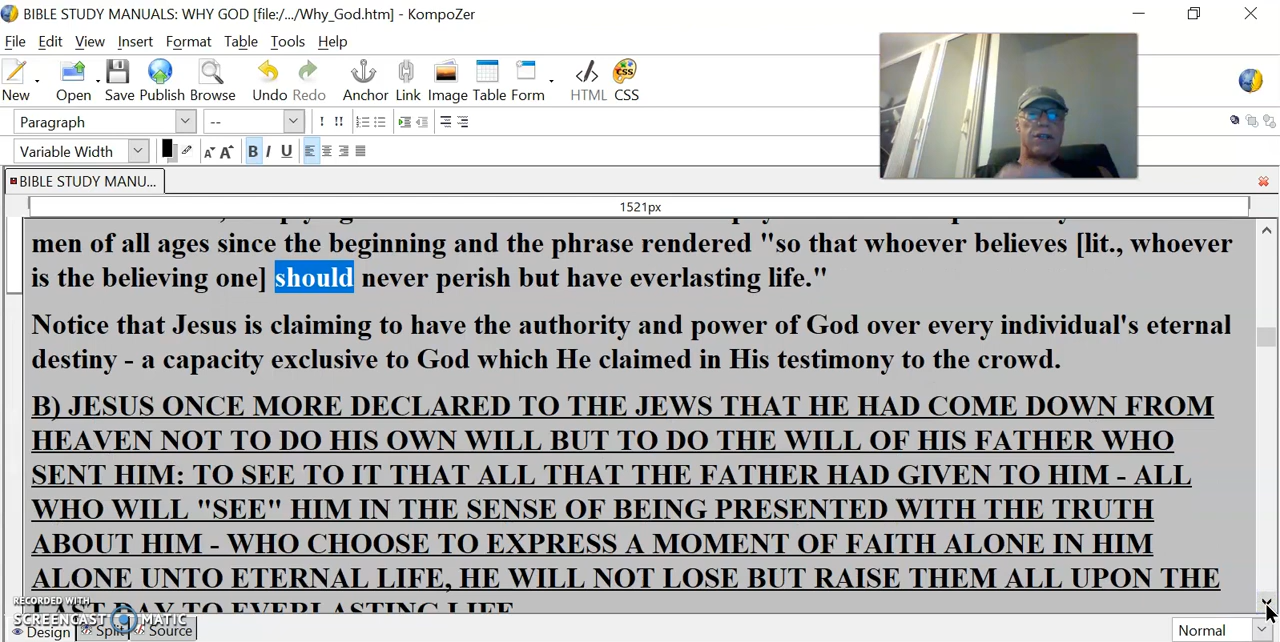 BIBLE STUDY MANUALS: WHY GOD [file:/.../Why_God.htm] - KompoZer
File Edit View Insert Format Table Tools Help
New Open Save Publish Browse Undo Redo Anchor Link Image Table Form HTML CSS
Paragraph --
Variable Width
BIBLE STUDY MANU...
1521px
men of all ages since the beginning and the phrase rendered "so that whoever believes [lit., whoever
is the believing one] should never perish but have everlasting life."
Notice that Jesus is claiming to have the authority and power of God over every individual's eternal
destiny - a capacity exclusive to God which He claimed in His testimony to the crowd.
B) JESUS ONCE MORE DECLARED TO THE JEWS THAT HE HAD COME DOWN FROM
HEAVEN NOT TO DO HIS OWN WILL BUT TO DO THE WILL OF HIS FATHER WHO
SENT HIM: TO SEE TO IT THAT ALL THAT THE FATHER HAD GIVEN TO HIM - ALL
WHO WILL "SEE" HIM IN THE SENSE OF BEING PRESENTED WITH THE TRUTH
ABOUT HIM - WHO CHOOSE TO EXPRESS A MOMENT OF FAITH ALONE IN HIM
ALONE UNTO ETERNAL LIFE, HE WILL NOT LOSE BUT RAISE THEM ALL UPON THE
LAST DAY TO EVERLASTING LIFE
RECORDED WITH
SCREENCAST MATIC
Design Split Source
Normal